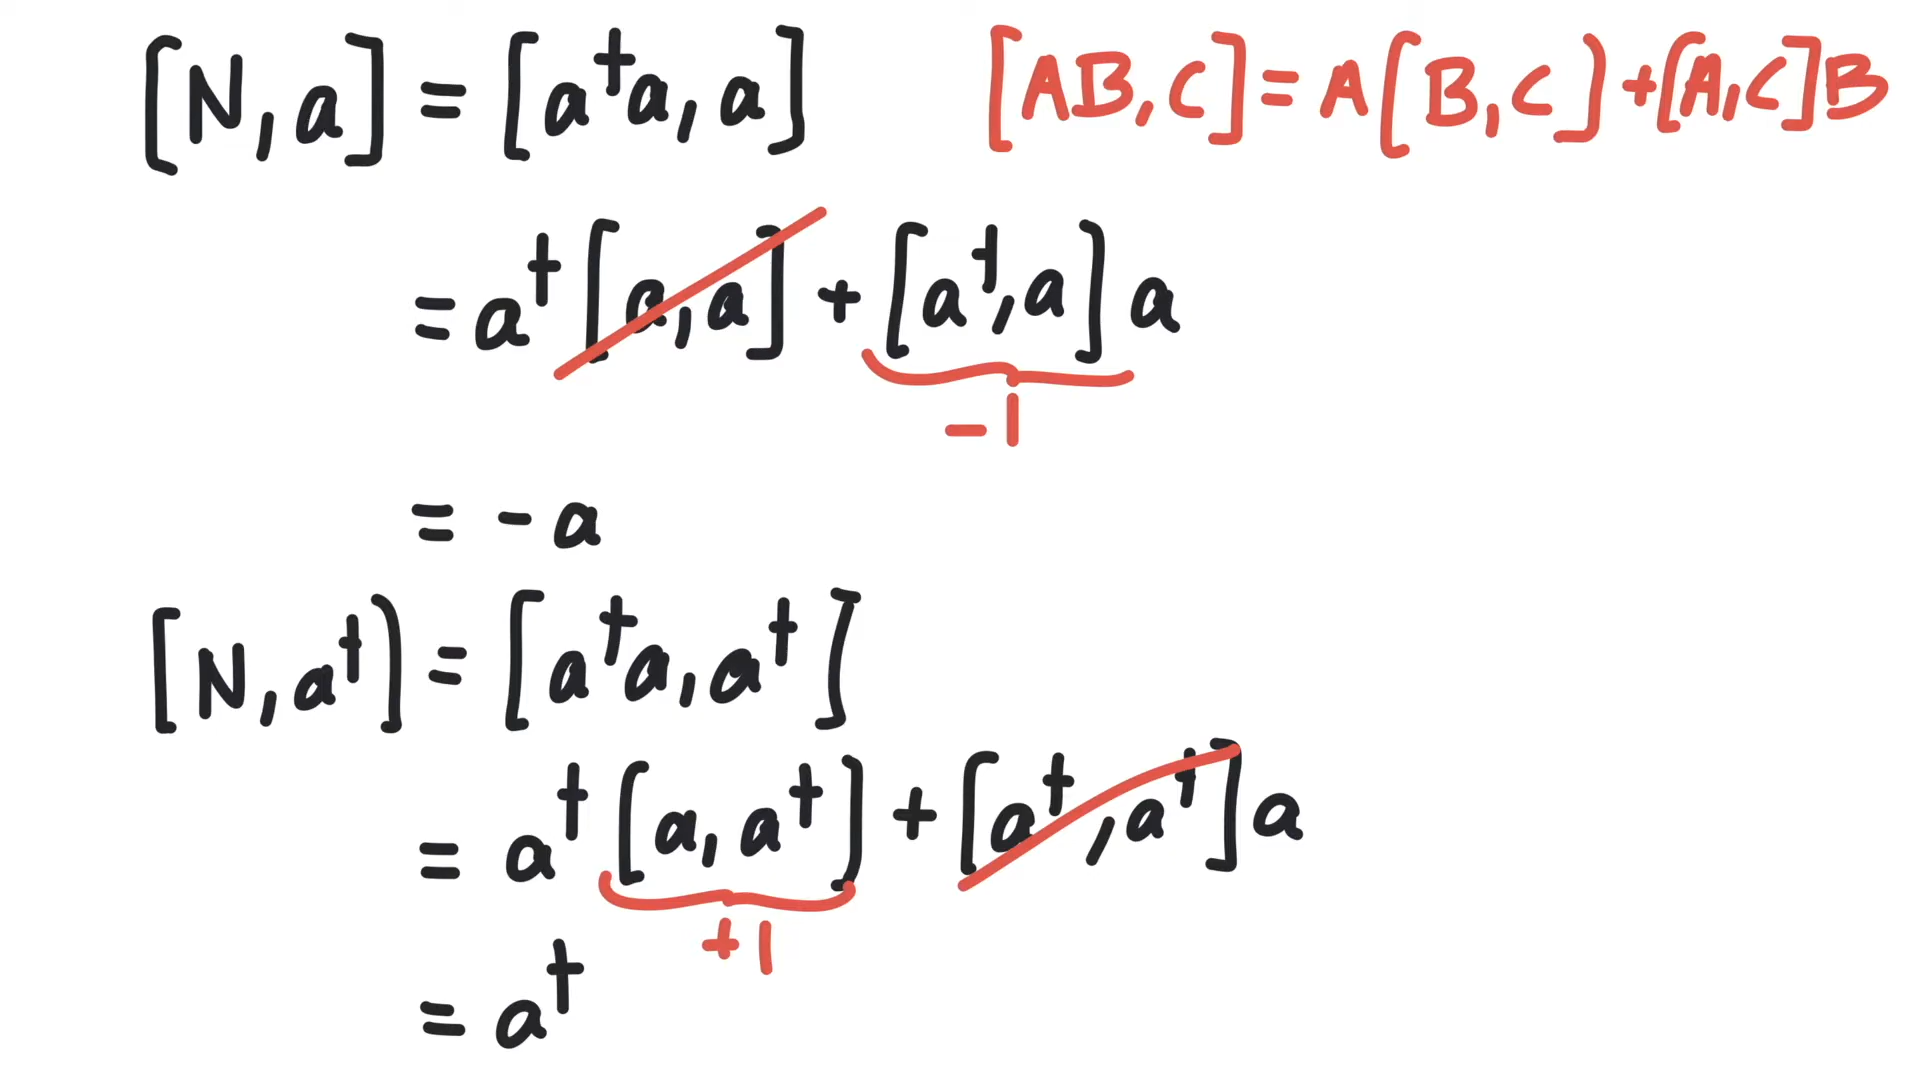 [N, a] = [a†a, a] [AB, C] = A[B, C] + [A, C]B
= a†[a, a] + [a†, a] a
-1
= -a
[N, a†] = [a†a, a†]
= a†[a, a†] + [a†, a†] a
+1
= a†